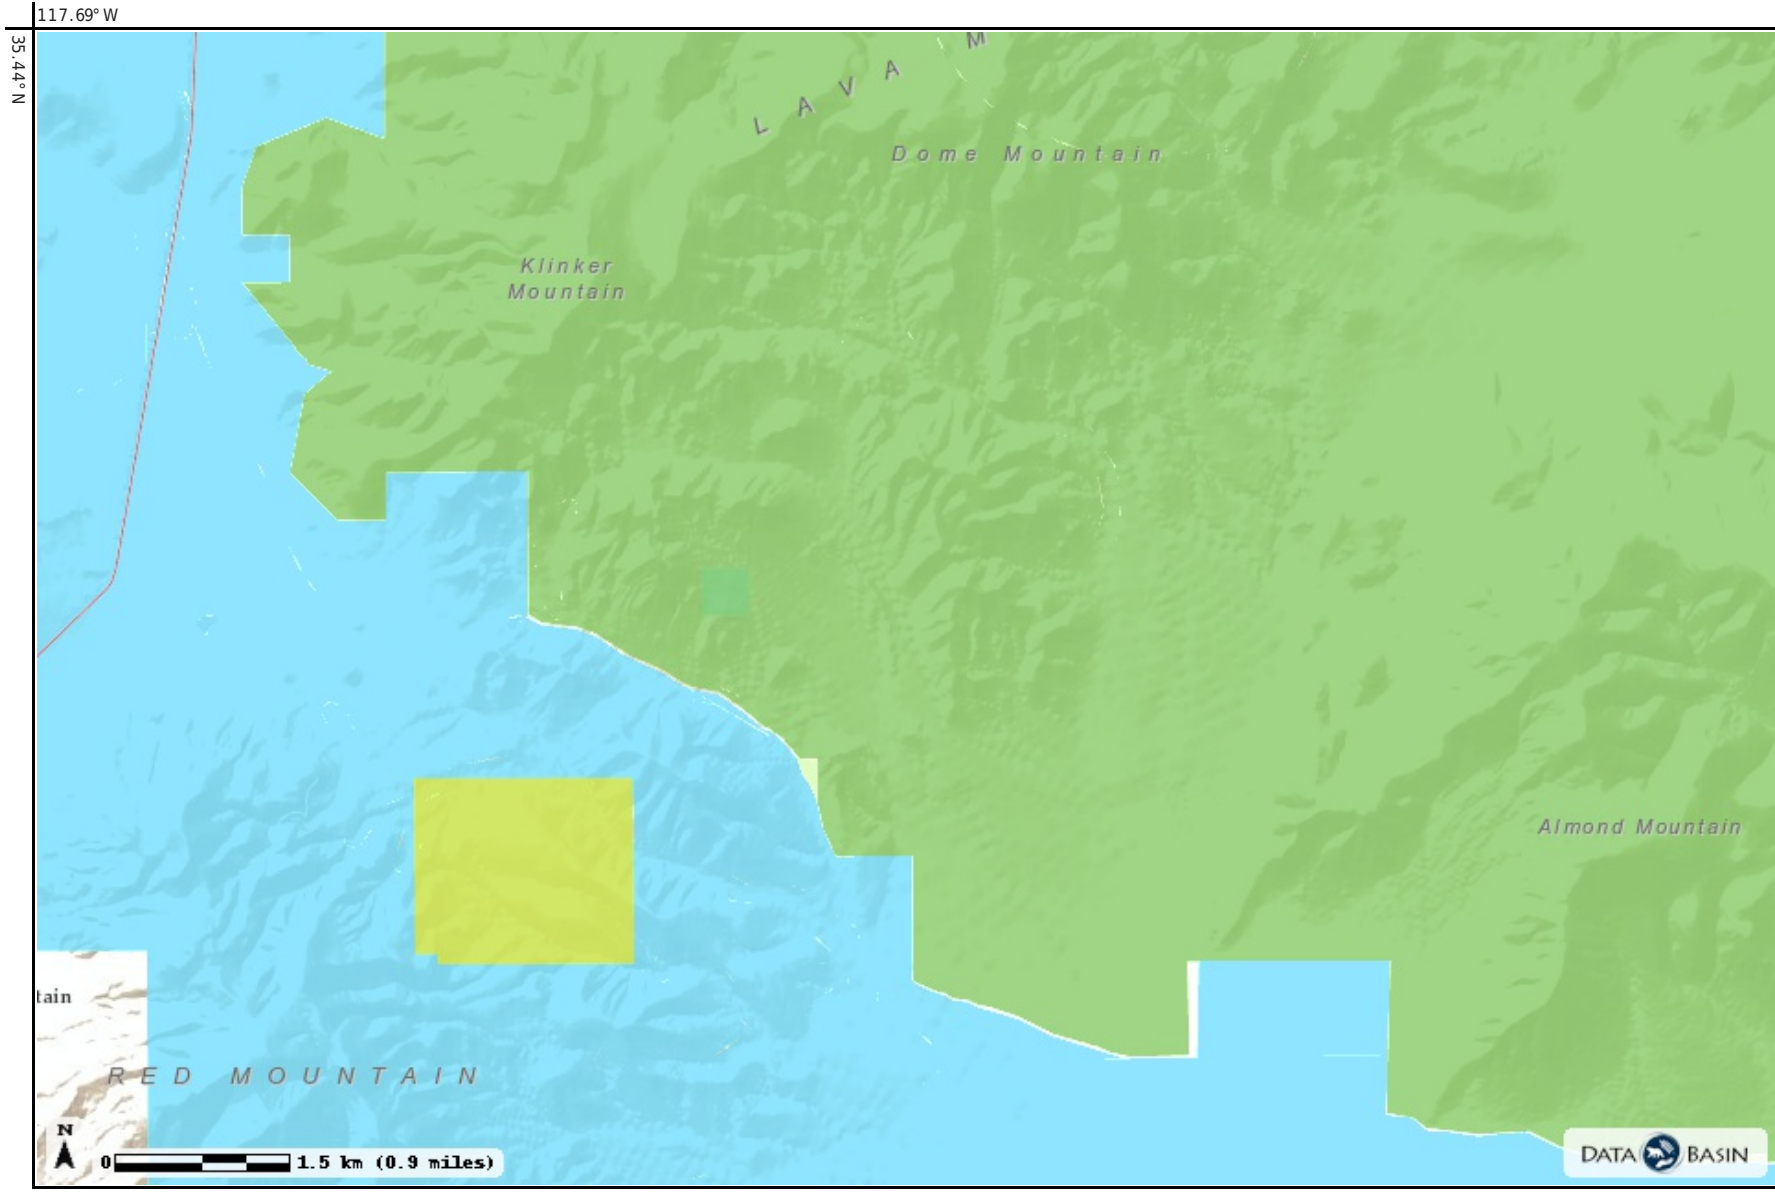 117.69° W
35.44° N
L A V A M
Dome Mountain
Klinker
Mountain
Almond Mountain
tain
RED MOUNTAIN
N
0 1.5 km (0.9 miles)
DATA BASIN